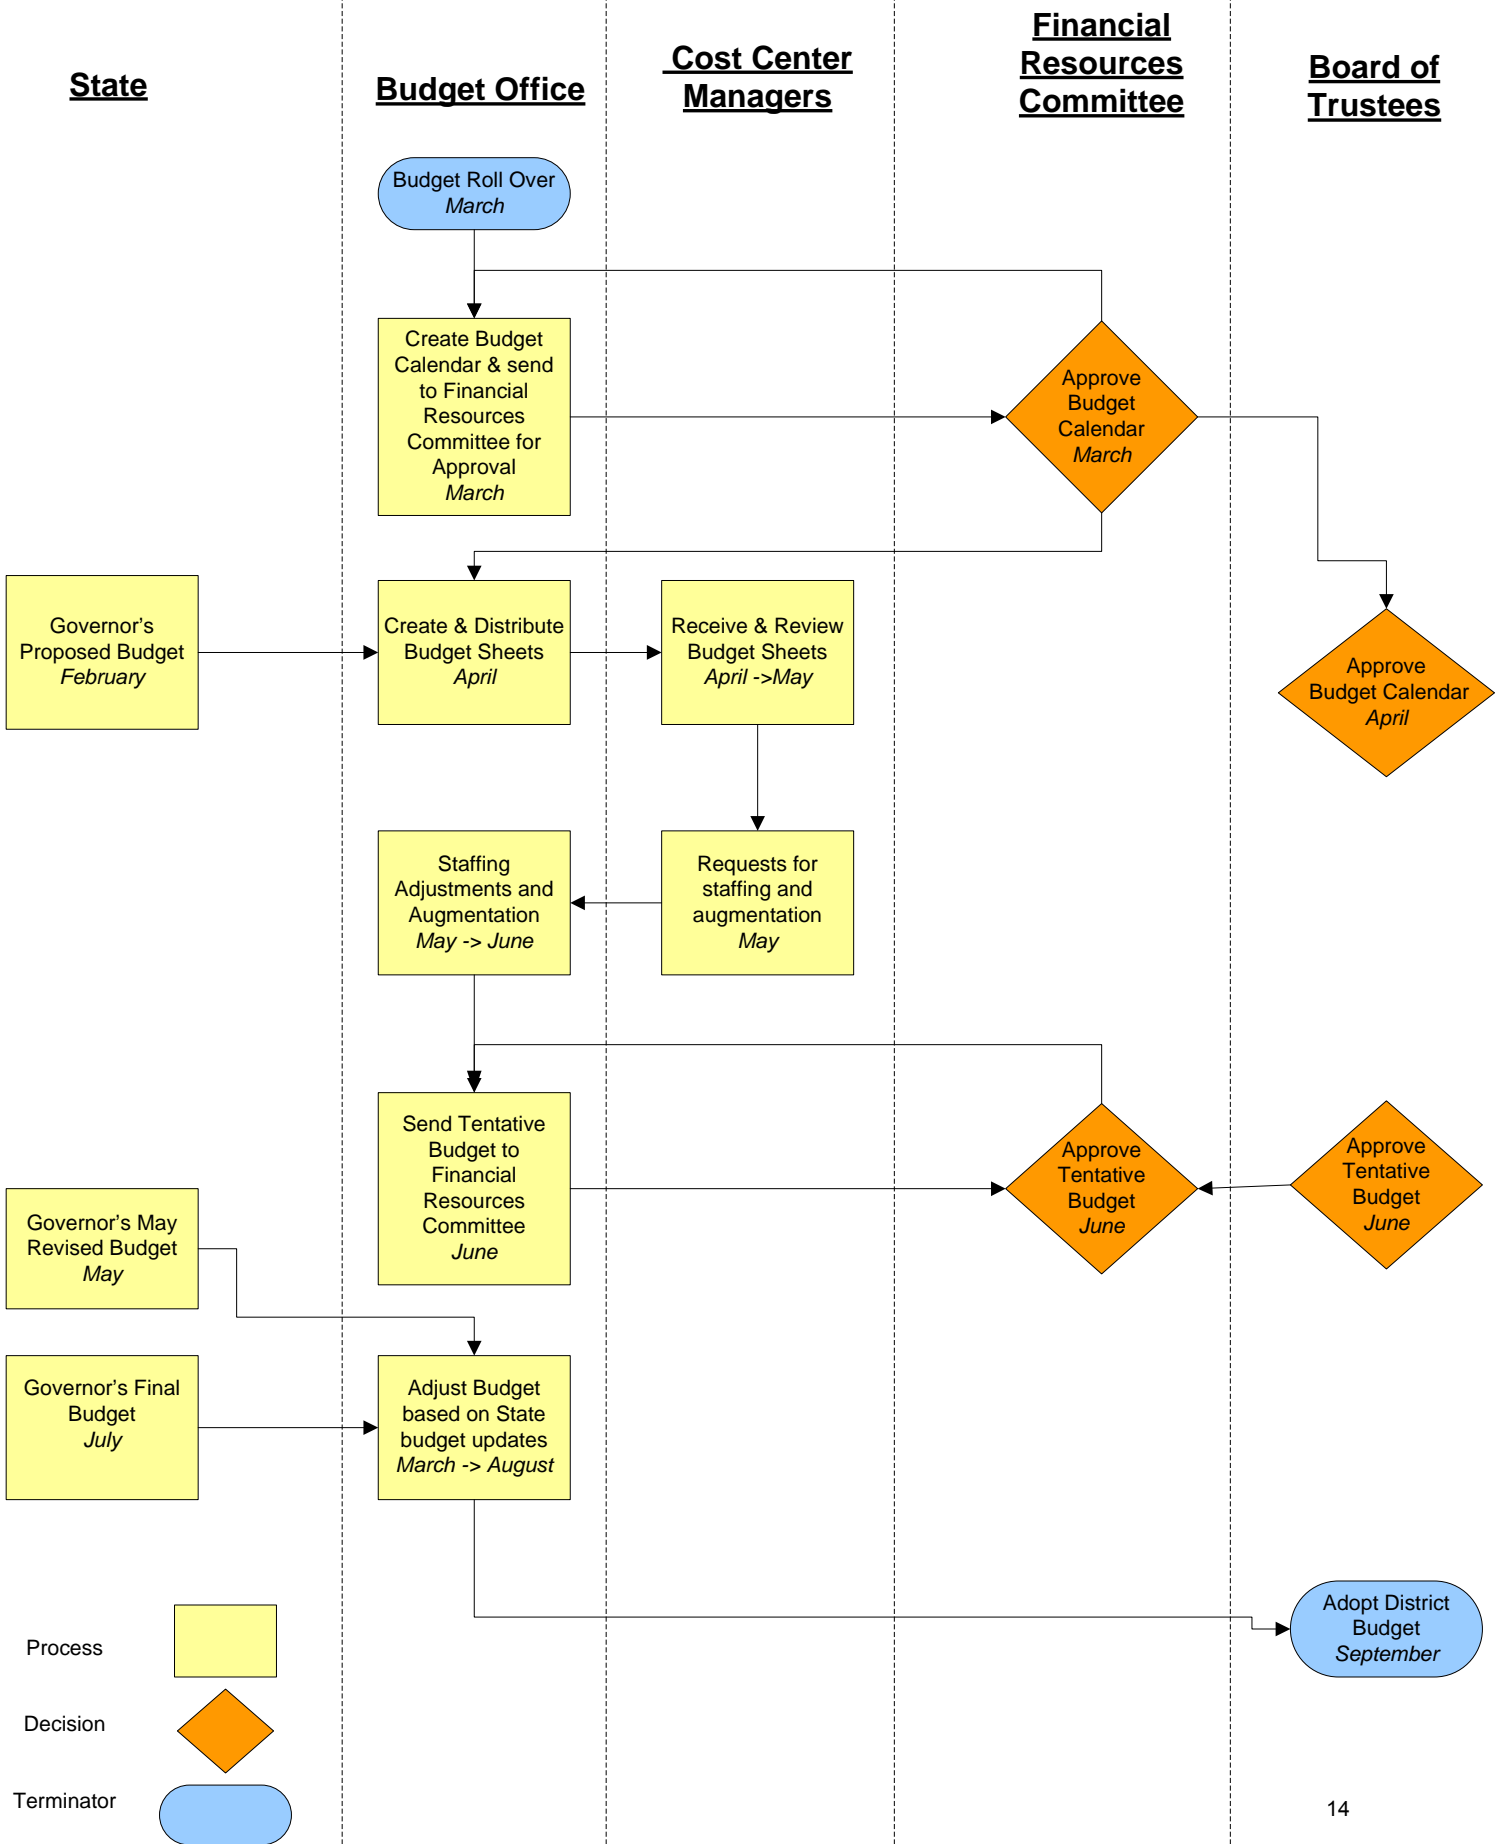 State
Budget Office
Cost Center
Managers
Financial
Resources
Committee
Board of
Trustees
Budget Roll Over
March
Create Budget
Calendar & send
to Financial
Resources
Committee for
Approval
March
Approve
Budget
Calendar
March
Governor's
Proposed Budget
February
Create & Distribute
Budget Sheets
April
Receive & Review
Budget Sheets
April ->May
Approve
Budget Calendar
April
Staffing
Adjustments and
Augmentation
May -> June
Requests for
staffing and
augmentation
May
Send Tentative
Budget to
Financial
Resources
Committee
June
Approve
Tentative
Budget
June
Approve
Tentative
Budget
June
Governor's May
Revised Budget
May
Governor's Final
Budget
July
Adjust Budget
based on State
budget updates
March -> August
Adopt District
Budget
September
Process
Decision
Terminator
14